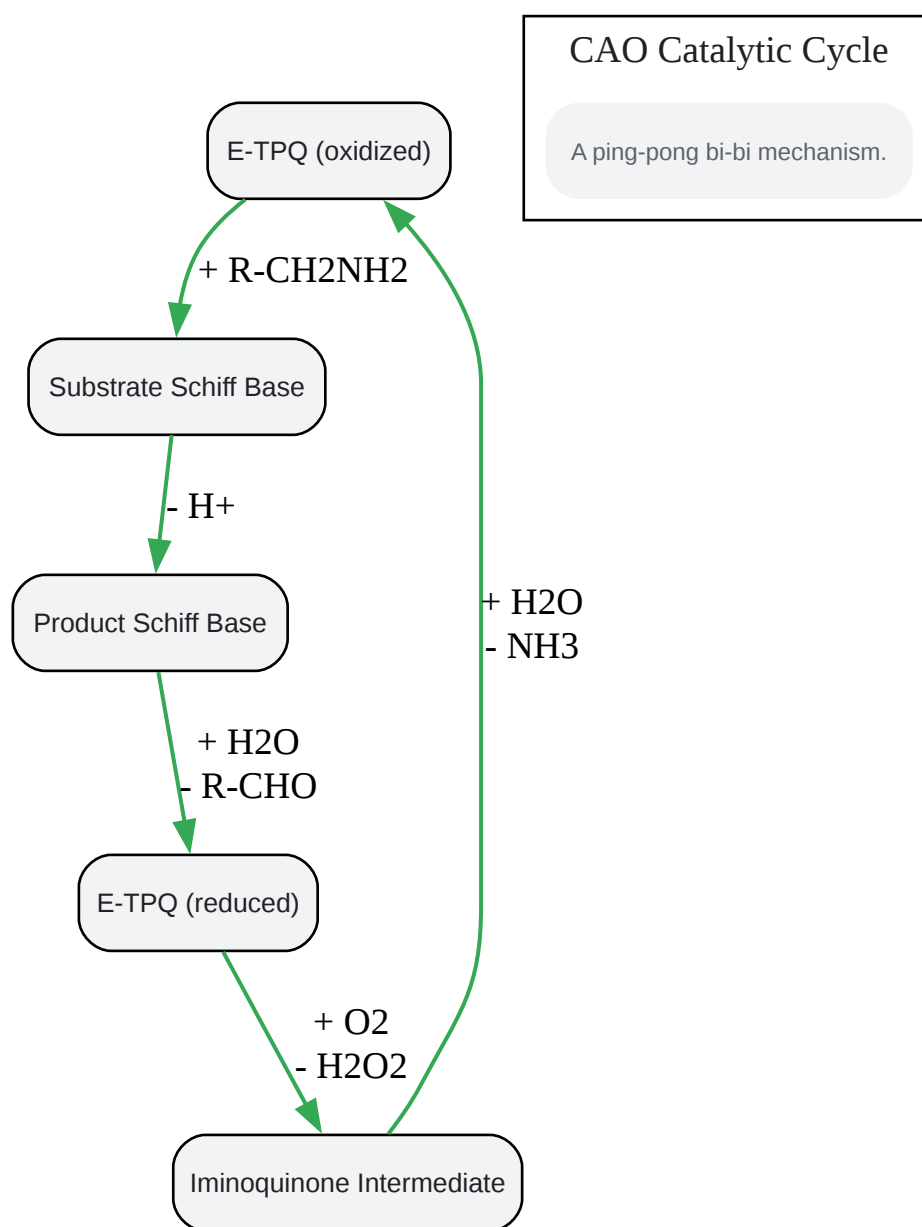 CAO Catalytic Cycle
A ping-pong bi-bi mechanism.
E-TPQ (oxidized)
+ R-CH2NH2
Substrate Schiff Base
- H+
Product Schiff Base
+ H2O
- NH3
+ H2O
- R-CHO
E-TPQ (reduced)
+ O2
- H2O2
Iminoquinone Intermediate